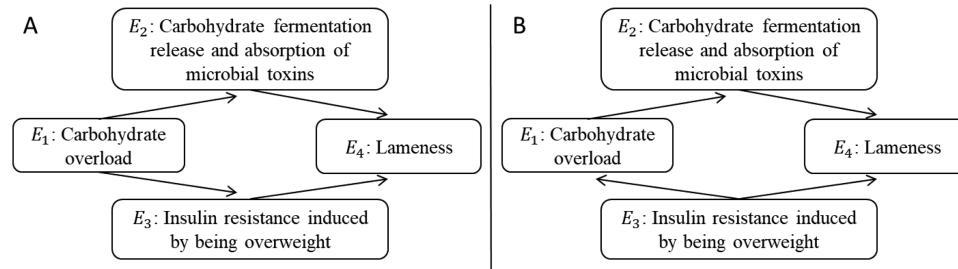 A
E₂: Carbohydrate fermentation
release and absorption of
microbial toxins
E₁: Carbohydrate
overload
E₄: Lameness
E₃: Insulin resistance induced
by being overweight
B
E₂: Carbohydrate fermentation
release and absorption of
microbial toxins
E₁: Carbohydrate
overload
E₄: Lameness
E₃: Insulin resistance induced
by being overweight